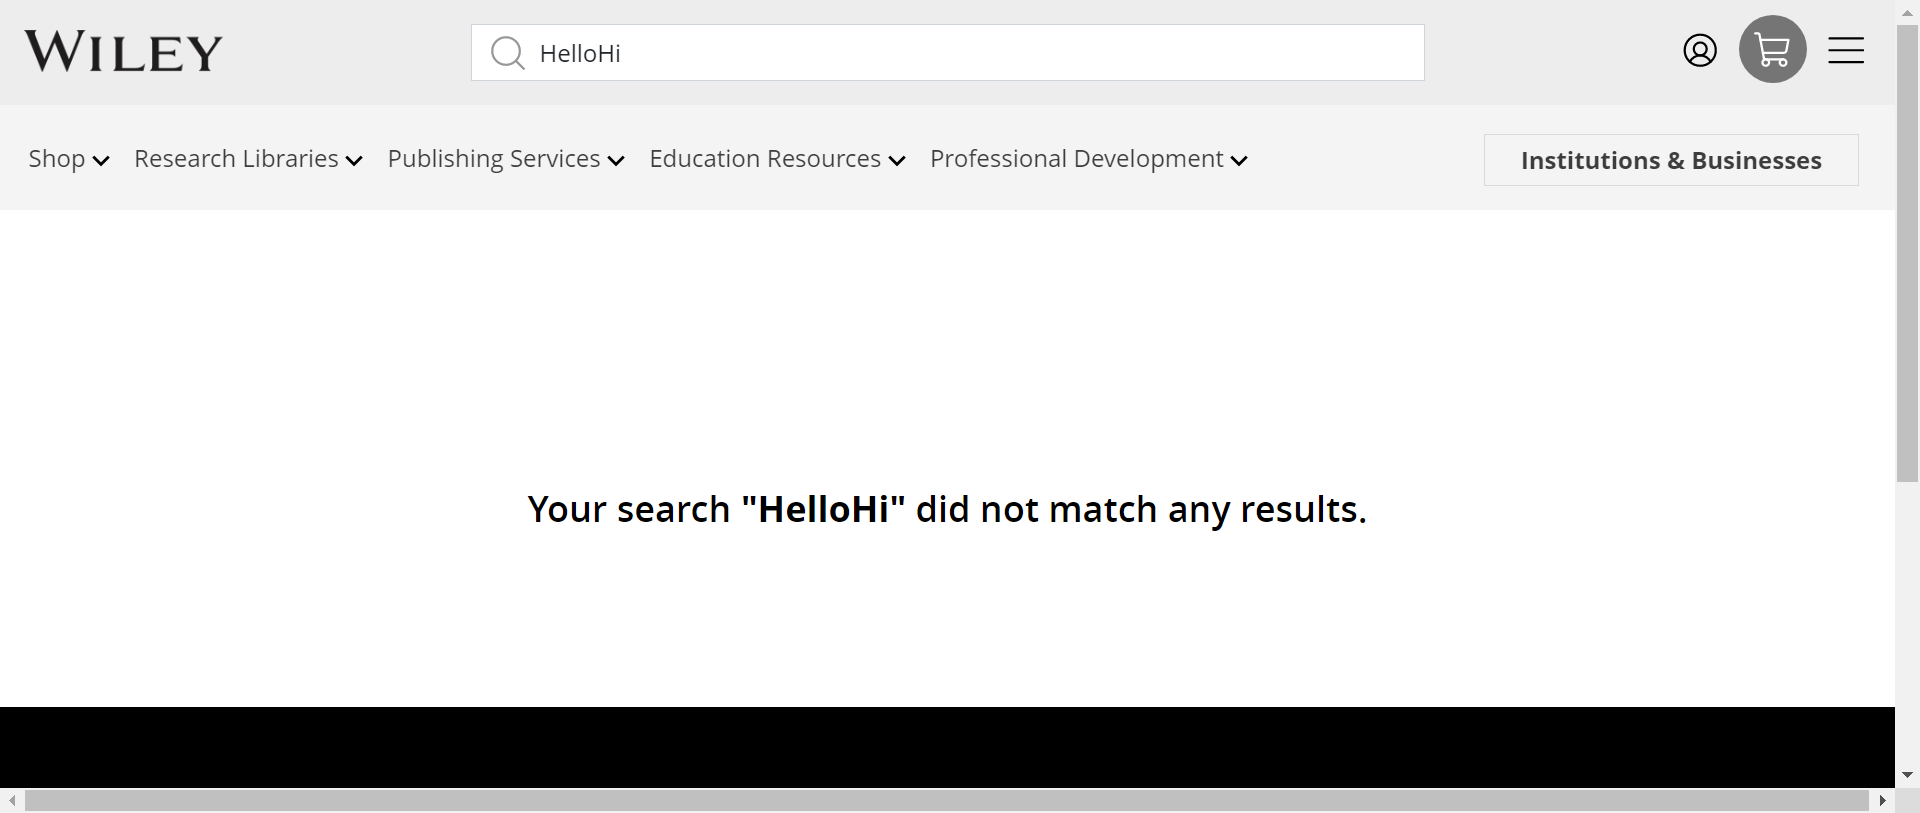 WILEY
HelloHi
Shop Research Libraries Publishing Services Education Resources Professional Development Institutions & Businesses
Your search "HelloHi" did not match any results.